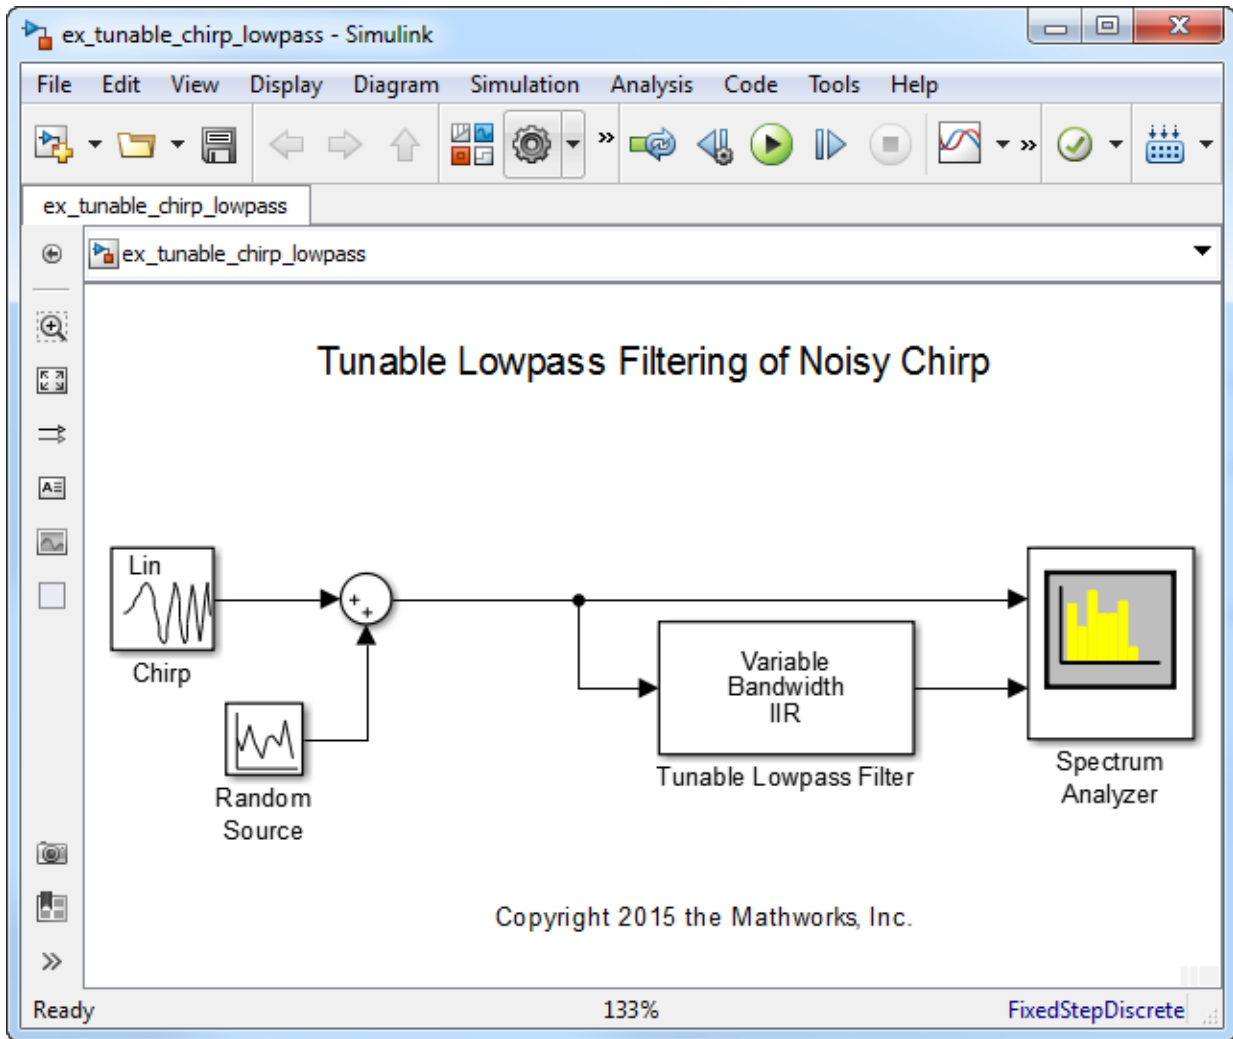 ex_tunable_chirp_lowpass - Simulink
File Edit View Display Diagram Simulation Analysis Code Tools Help
ex_tunable_chirp_lowpass
ex_tunable_chirp_lowpass
Tunable Lowpass Filtering of Noisy Chirp
Lin
Chirp
Random
Source
Variable
Bandwidth
IIR
Tunable Lowpass Filter
Spectrum
Analyzer
Copyright 2015 the Mathworks, Inc.
Ready 133% FixedStepDiscrete